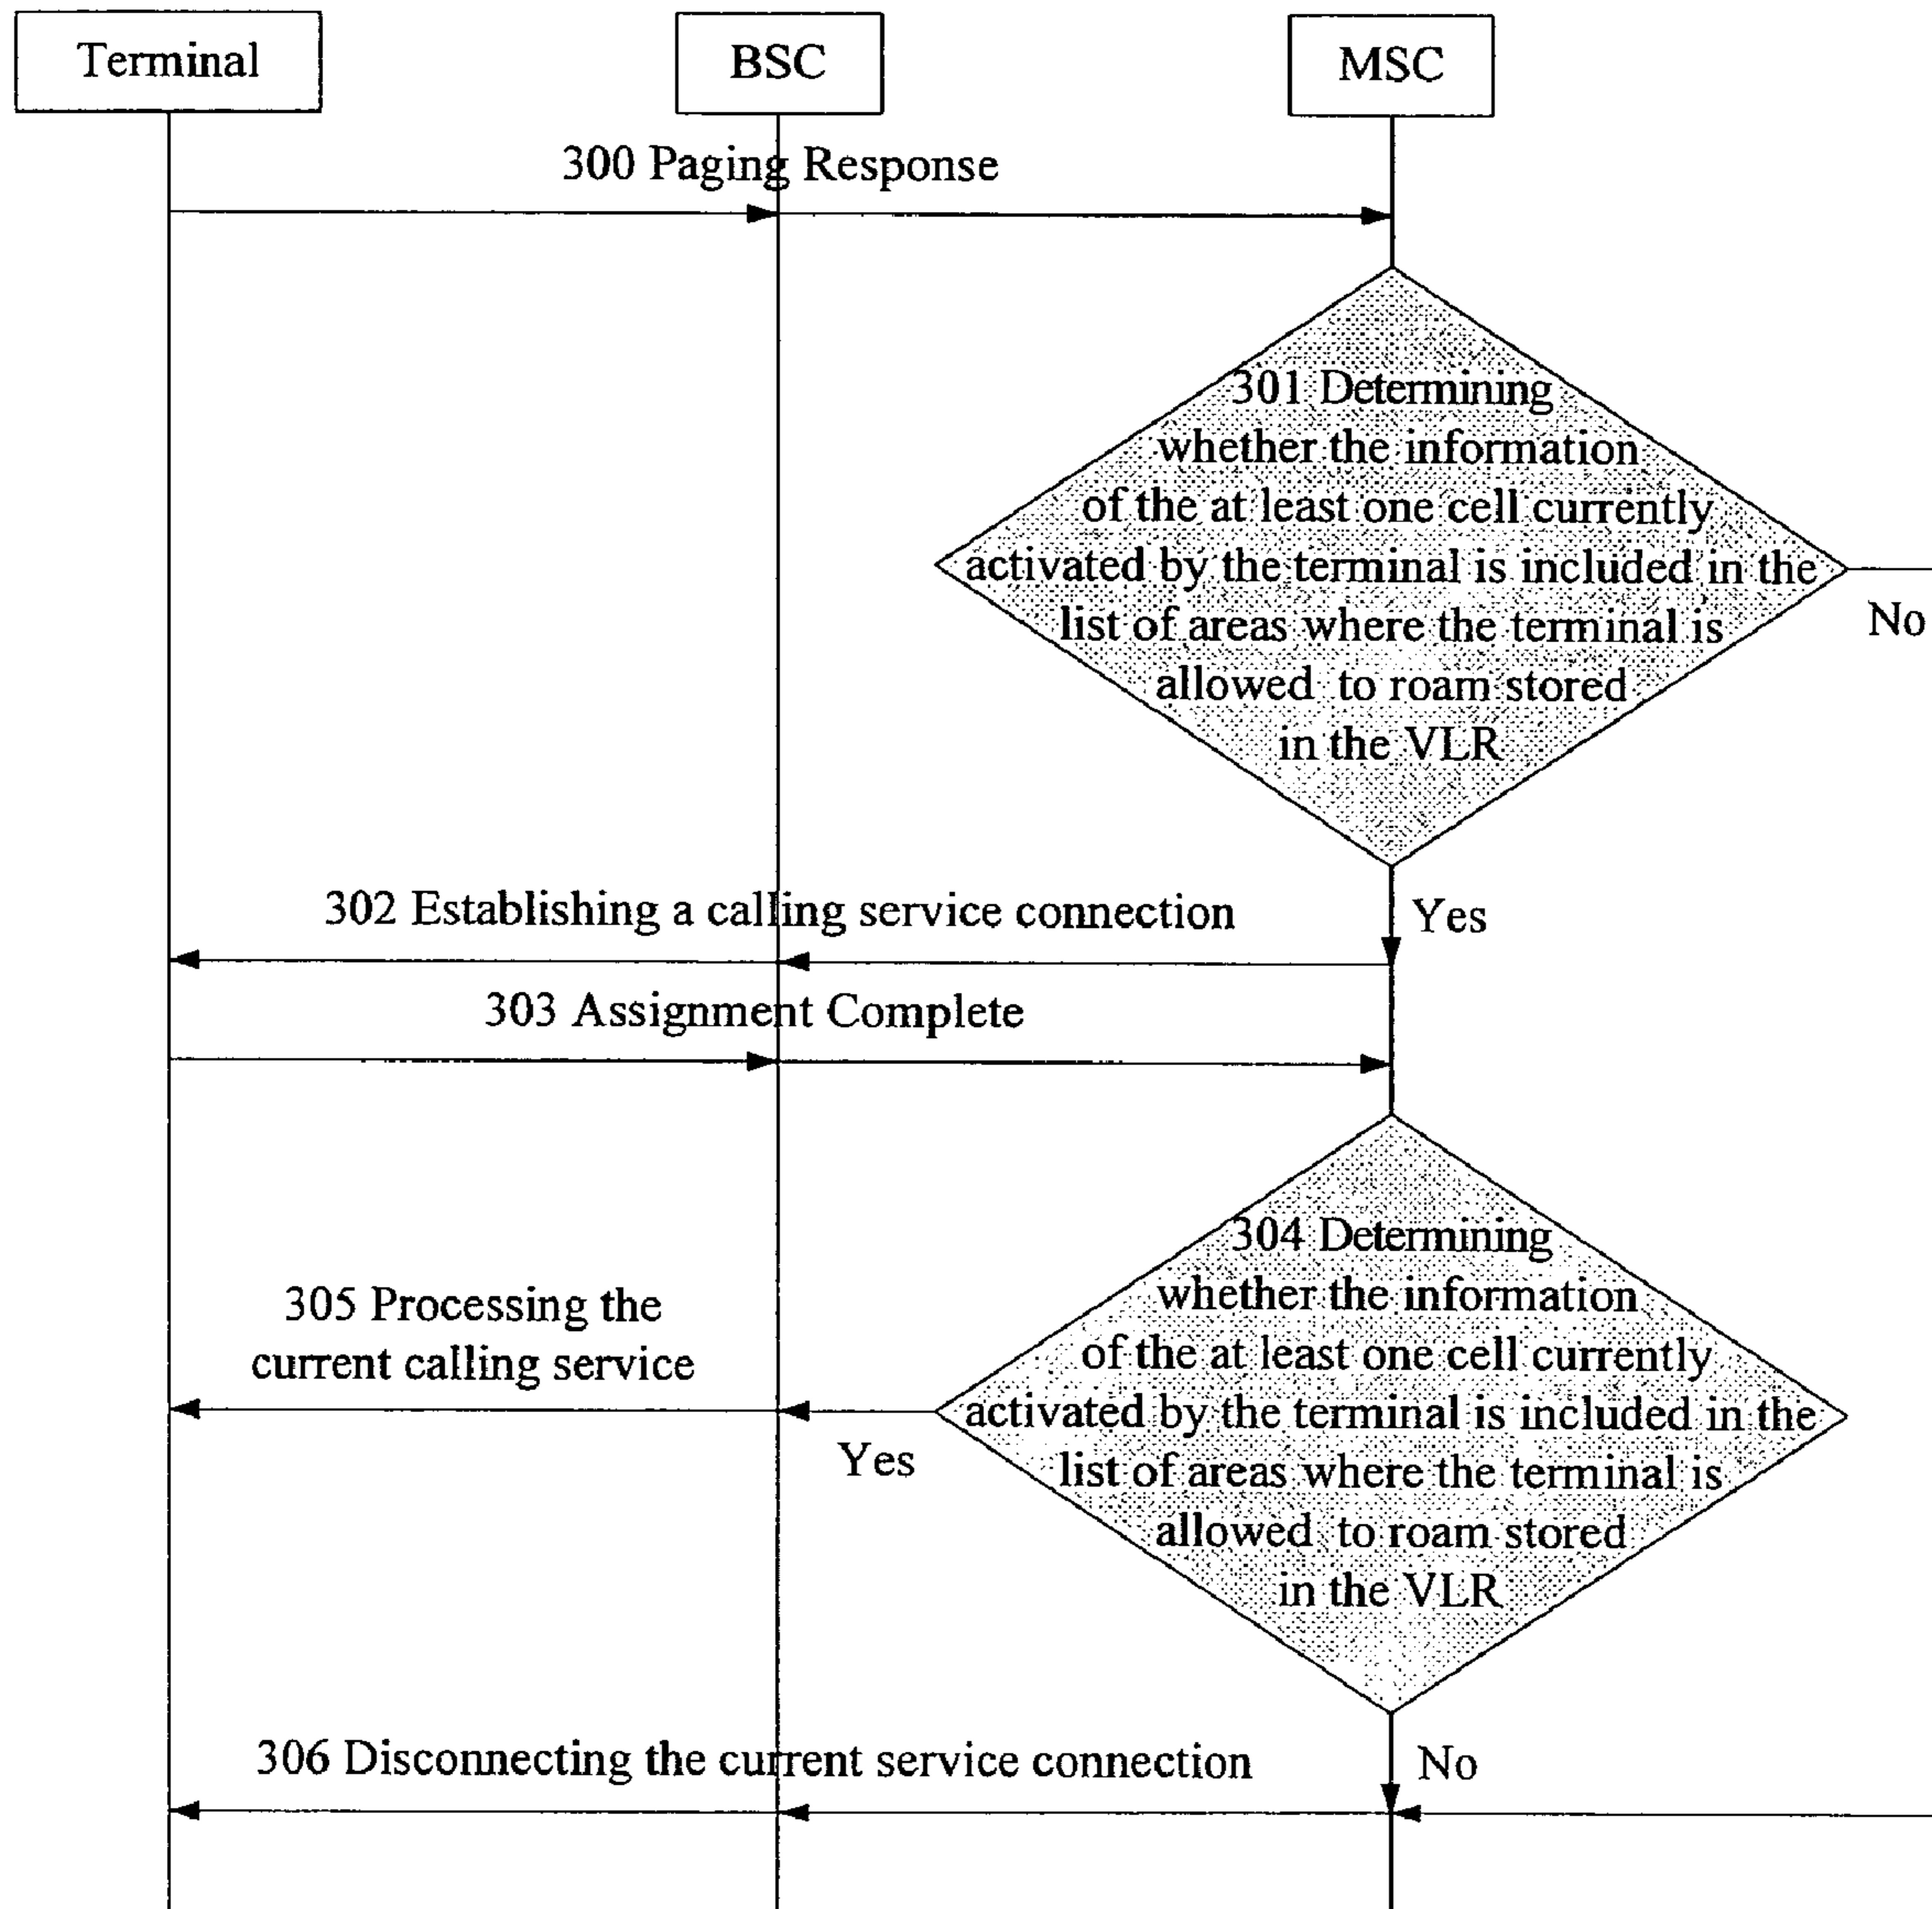 Terminal
BSC
MSC
300 Paging Response
301 Determining
whether the information
of the at least one cell currently
activated by the terminal is included in the
list of areas where the terminal is
allowed to roam stored
in the VLR
No
Yes
302 Establishing a calling service connection
303 Assignment Complete
304 Determining
whether the information
of the at least one cell currently
activated by the terminal is included in the
list of areas where the terminal is
allowed to roam stored
in the VLR
305 Processing the
current calling service
Yes
306 Disconnecting the current service connection
No